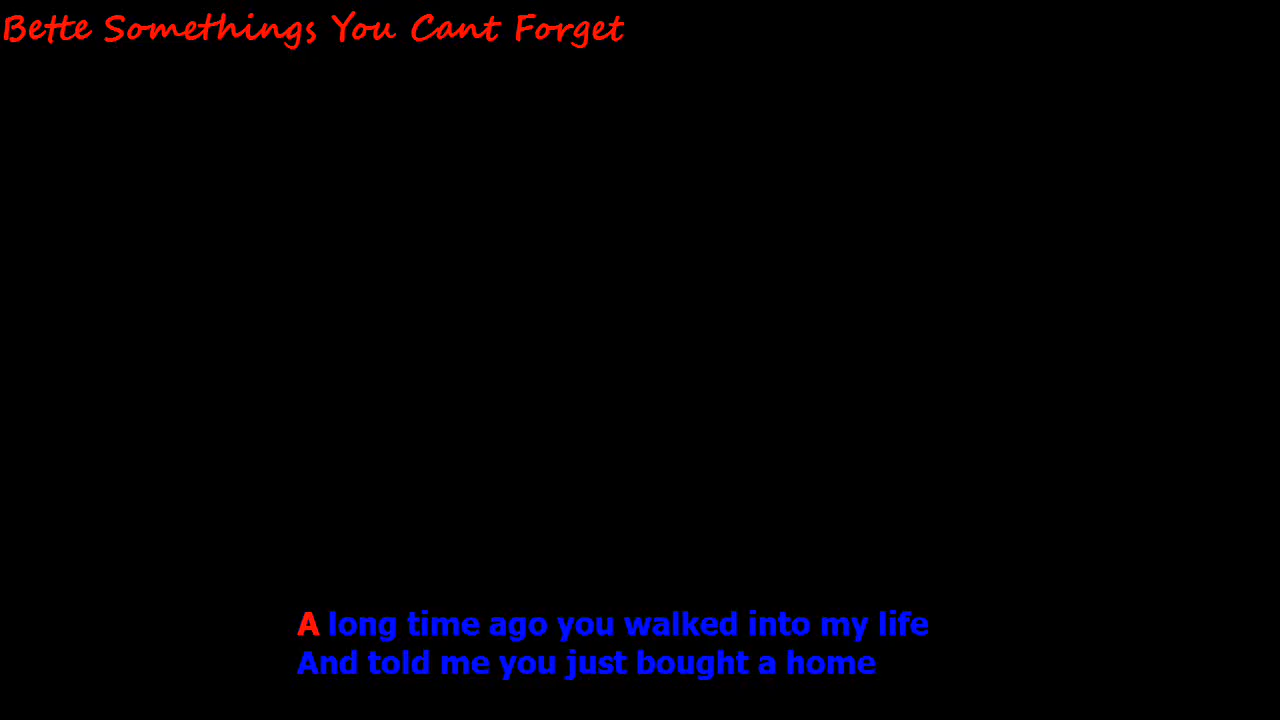 Bette Somethings You Cant Forget
A long time ago you walked into my life
And told me you just bought a home